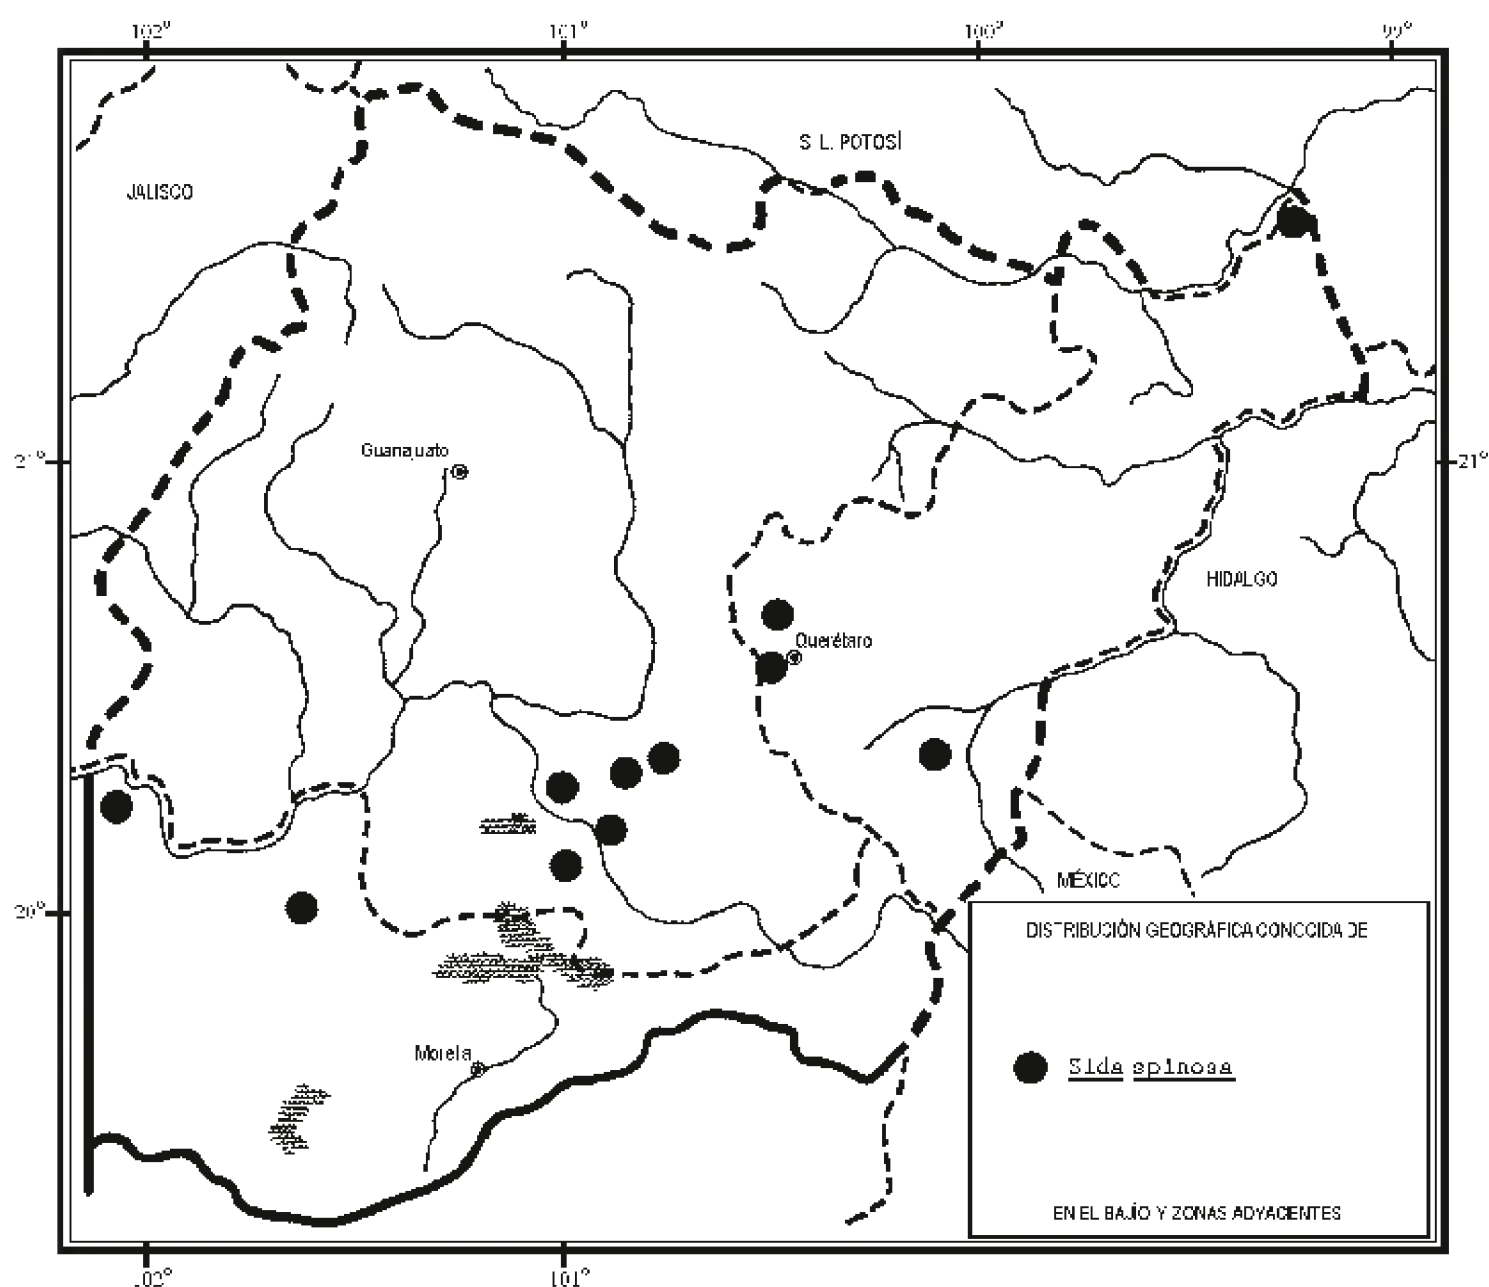 102° 101° 100° 99°
S. L. POTOSÍ
JALISCO
Guanajuato
21° 21°
HIDALGO
Querétaro
MÉXICO
20°
DISTRIBUCIÓN GEOGRÁFICA CONOCIDA DE
Morelia
Sida spinosa
EN EL BAJÍO Y ZONAS ADYACENTES
102° 101°